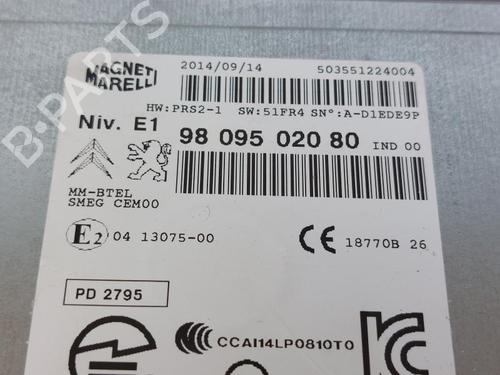 MAGNETI
MARELLI
2014/09/14 503551224004
HW:PRS2-1 SW:51FR4 SN°:A-D1EDE9P
Niv. E1
98 095 020 80 IND 00
MM-BTEL
SMEG CEM00
E2 04 13075-00
CE 18770B 26
PD 2795
CCAI14LP0810T0
B-PARTS